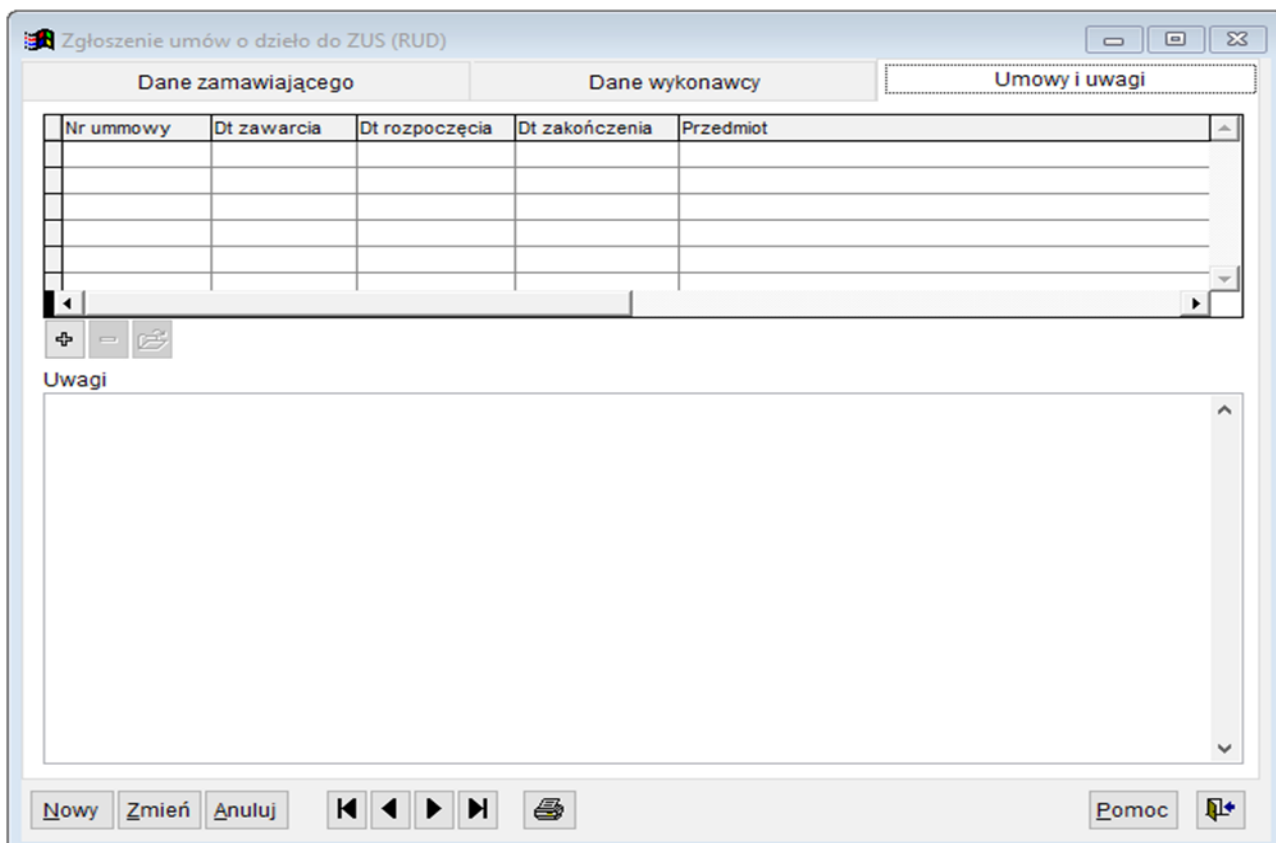 Zgłoszenie umów o dzieło do ZUS (RUD)
Dane zamawiającego Dane wykonawcy Umowy i uwagi
Nr ummowy Dt zawarcia Dt rozpoczęcia Dt zakończenia Przedmiot
Uwagi
Nowy Zmień Anuluj Pomoc